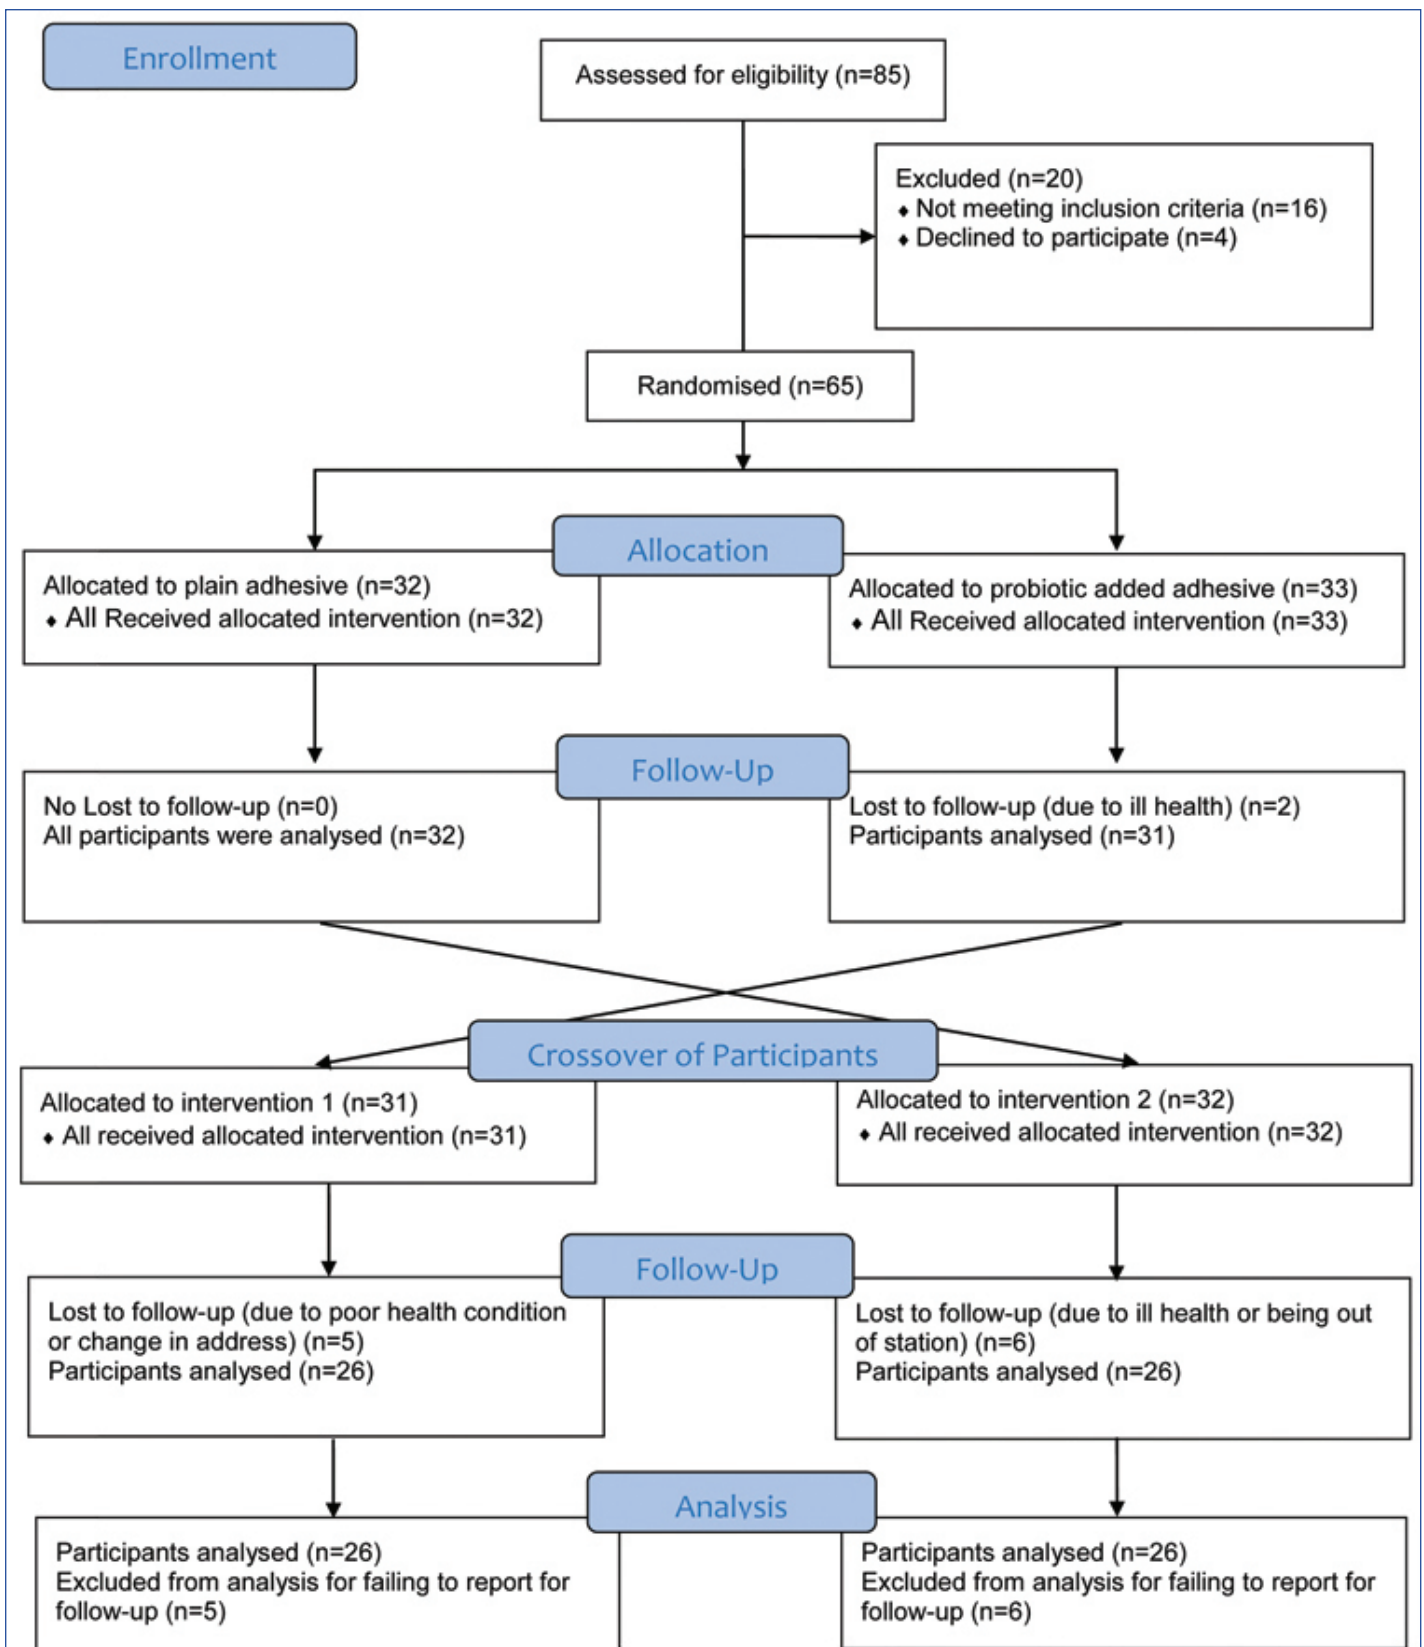 Enrollment
Assessed for eligibility (n=85)
Excluded (n=20)
♦ Not meeting inclusion criteria (n=16)
♦ Declined to participate (n=4)
Randomised (n=65)
Allocation
Allocated to plain adhesive (n=32)
♦ All Received allocated intervention (n=32)
Allocated to probiotic added adhesive (n=33)
♦ All Received allocated intervention (n=33)
Follow-Up
No Lost to follow-up (n=0)
All participants were analysed (n=32)
Lost to follow-up (due to ill health) (n=2)
Participants analysed (n=31)
Crossover of Participants
Allocated to intervention 1 (n=31)
♦ All received allocated intervention (n=31)
Allocated to intervention 2 (n=32)
♦ All received allocated intervention (n=32)
Follow-Up
Lost to follow-up (due to poor health condition
or change in address) (n=5)
Participants analysed (n=26)
Lost to follow-up (due to ill health or being out
of station) (n=6)
Participants analysed (n=26)
Analysis
Participants analysed (n=26)
Excluded from analysis for failing to report for
follow-up (n=5)
Participants analysed (n=26)
Excluded from analysis for failing to report for
follow-up (n=6)